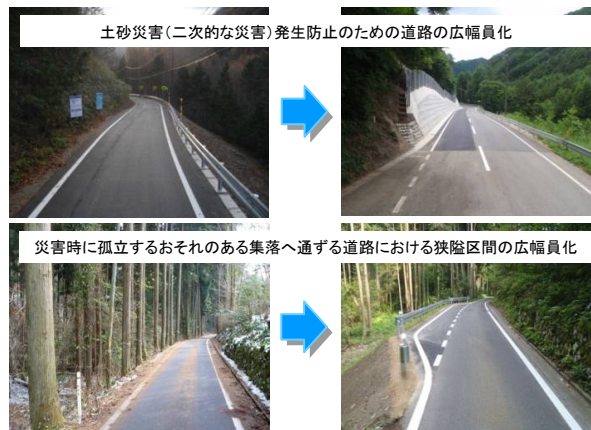 土砂災害(二次的な災害)発生防止のための道路の広幅員化
災害時に孤立するおそれのある集落へ通ずる道路における狭隘区間の広幅員化